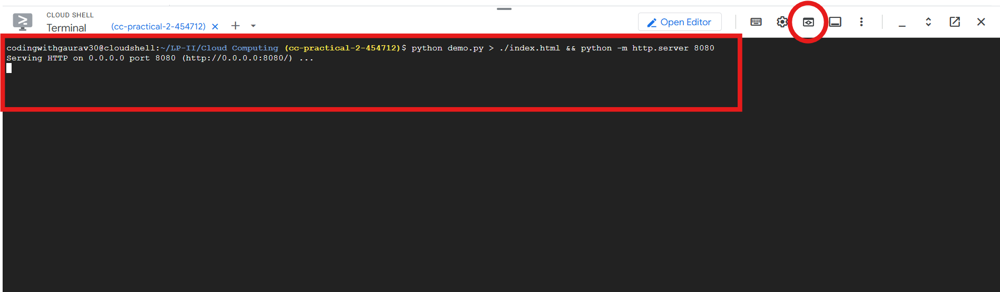 CLOUD SHELL
Terminal
(cc-practical-2-454712)
Open Editor
codingwithgaurav30@cloudshell:~/LP-II/Cloud Computing (cc-practical-2-454712)$ python demo.py > ./index.html && python -m http.server 8080
Serving HTTP on 0.0.0.0 port 8080 (http://0.0.0.0:8080/) ...